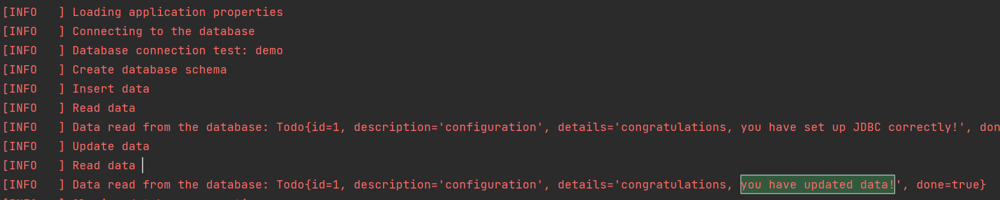 [INFO   ] Loading application properties
[INFO   ] Connecting to the database
[INFO   ] Database connection test: demo
[INFO   ] Create database schema
[INFO   ] Insert data
[INFO   ] Read data
[INFO   ] Data read from the database: Todo{id=1, description='configuration', details='congratulations, you have set up JDBC correctly!', don
[INFO   ] Update data
[INFO   ] Read data
[INFO   ] Data read from the database: Todo{id=1, description='configuration', details='congratulations, you have updated data!', done=true}